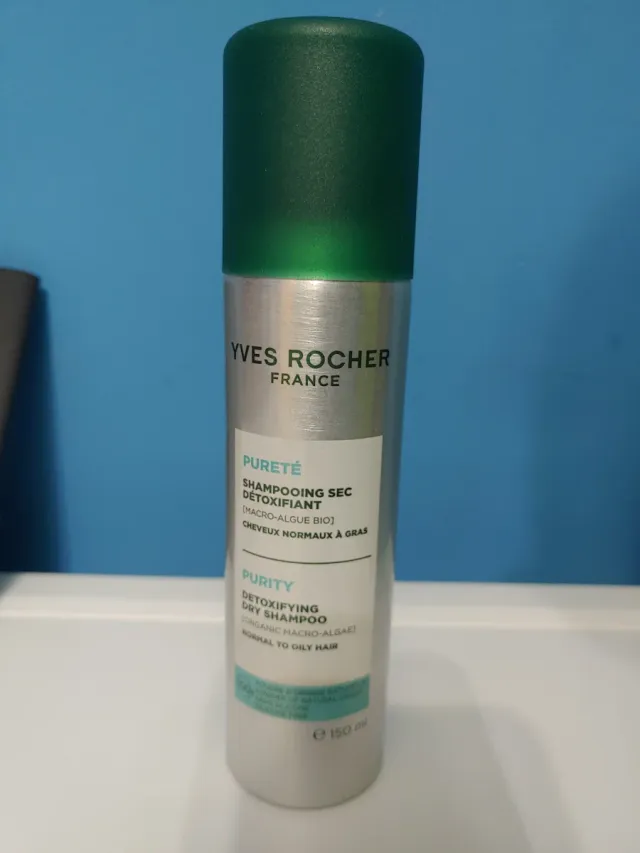 YVES ROCHER
FRANCE
PURETÉ
SHAMPOOING SEC
DÉTOXIFIANT
[MACRO-ALGUE BIO]
CHEVEUX NORMAUX À GRAS
PURITY
DETOXIFYING
DRY SHAMPOO
[ORGANIC MACRO-ALGAE]
NORMAL TO OILY HAIR
℮ 150 ml